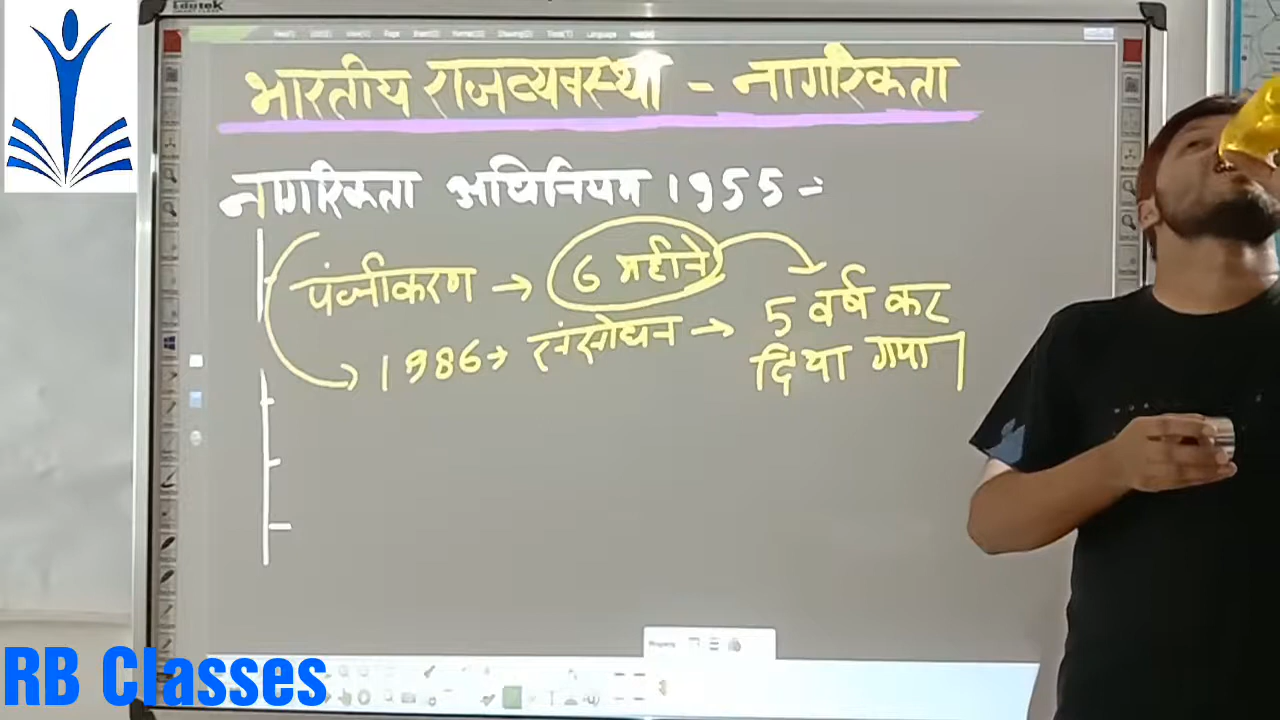 Edutek
भारतीय राजव्यवस्था - नागरिकता
नागरिकता अधिनियम 1955 -
पंजीकरण → 6 महीने
1986 → संसोधन → 5 वर्ष कर
दिया गया।
RB Classes